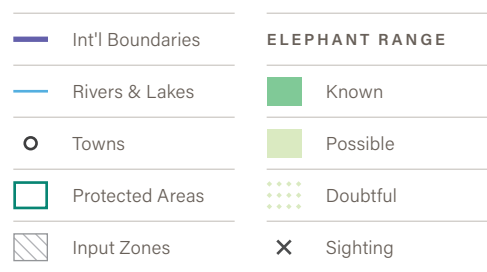 Int'l Boundaries
Rivers & Lakes
Towns
Protected Areas
Input Zones
ELEPHANT RANGE
Known
Possible
Doubtful
Sighting